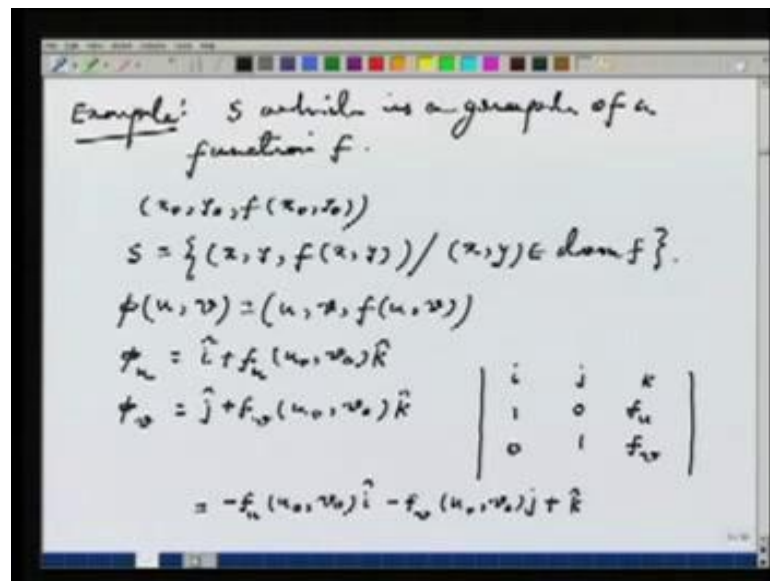 Example: S which is a graph of a
function f.
(x₀, y₀, f(x₀, y₀))
S = {(x, y, f(x, y)) / (x, y) ∈ dom f}.
φ(u, v) = (u, v, f(u, v))
φ_u = î + f_u (u₀, v₀) k̂
φ_v = ĵ + f_v (u₀, v₀) k̂
| i j k |
| 1 0 f_u |
| 0 1 f_v |
= -f_u (u₀, v₀) î - f_v (u₀, v₀) j + k̂